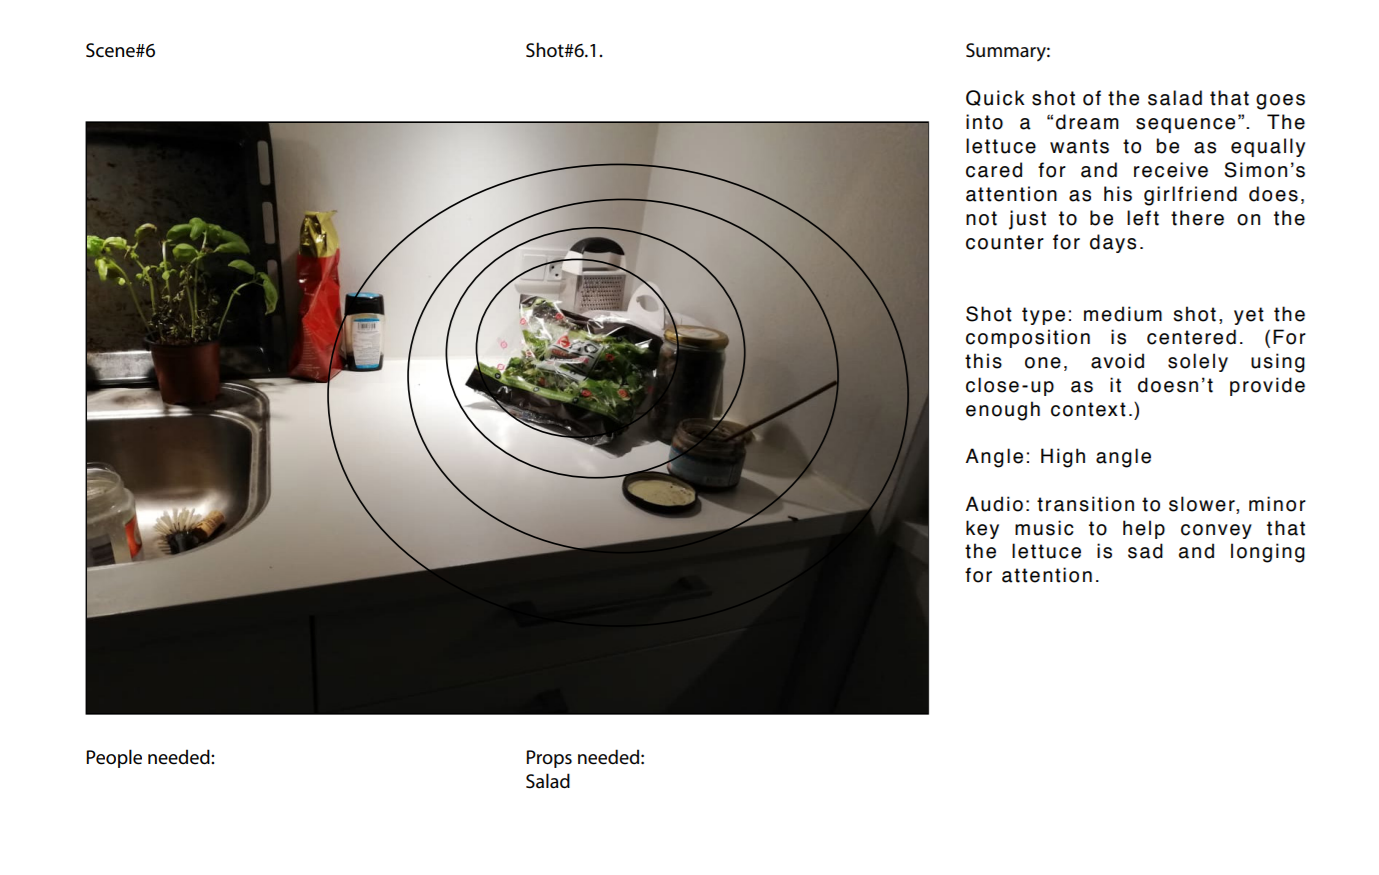 Scene#6
Shot#6.1.
Summary:
Quick shot of the salad that goes
into a “dream sequence”. The
lettuce wants to be as equally
cared for and receive Simon’s
attention as his girlfriend does,
not just to be left there on the
counter for days.
Shot type: medium shot, yet the
composition is centered. (For
this one, avoid solely using
close-up as it doesn’t provide
enough context.)
Angle: High angle
Audio: transition to slower, minor
key music to help convey that
the lettuce is sad and longing
for attention.
People needed:
Props needed:
Salad